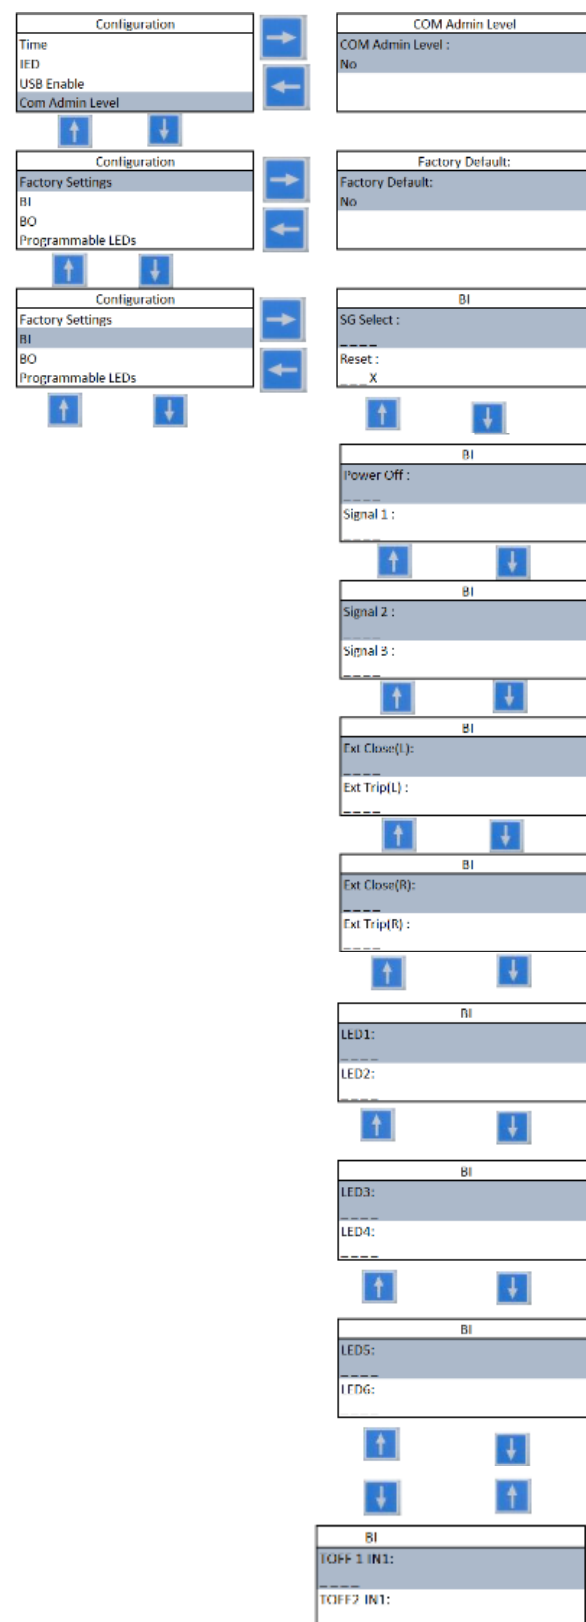 Configuration
Time
IED
USB Enable
Com Admin Level
COM Admin Level
COM Admin Level :
No
Configuration
Factory Settings
BI
BO
Programmable LEDs
Factory Default:
Factory Default:
No
Configuration
Factory Settings
BI
BO
Programmable LEDs
BI
SG Select :
_ _ _ _
Reset :
_ _ _ X
BI
Power Off :
_ _ _ _
Signal 1 :
_ _ _ _
BI
Signal 2 :
_ _ _ _
Signal 3 :
_ _ _ _
BI
Ext Close(L):
_ _ _ _
Ext Trip(L) :
_ _ _ _
BI
Ext Close(R):
_ _ _ _
Ext Trip(R) :
_ _ _ _
BI
LED1:
_ _ _ _
LED2:
_ _ _ _
BI
LED3:
_ _ _ _
LED4:
_ _ _ _
BI
LED5:
_ _ _ _
LED6:
_ _ _ _
BI
TOFF 1 IN1:
_ _ _ _
TOFF2 IN1: